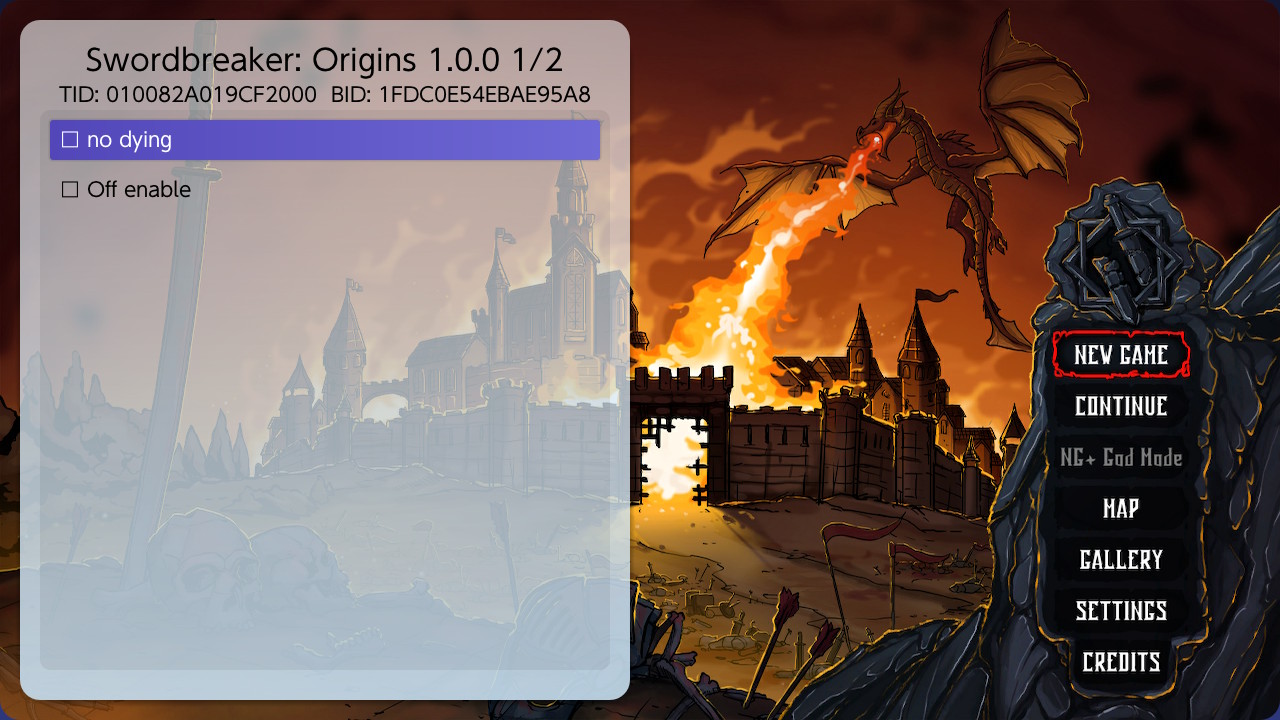 Swordbreaker: Origins 1.0.0 1/2
TID: 010082A019CF2000 BID: 1FDC0E54EBAE95A8
no dying
Off enable
NEW GAME
CONTINUE
NG+ God Mode
MAP
GALLERY
SETTINGS
CREDITS